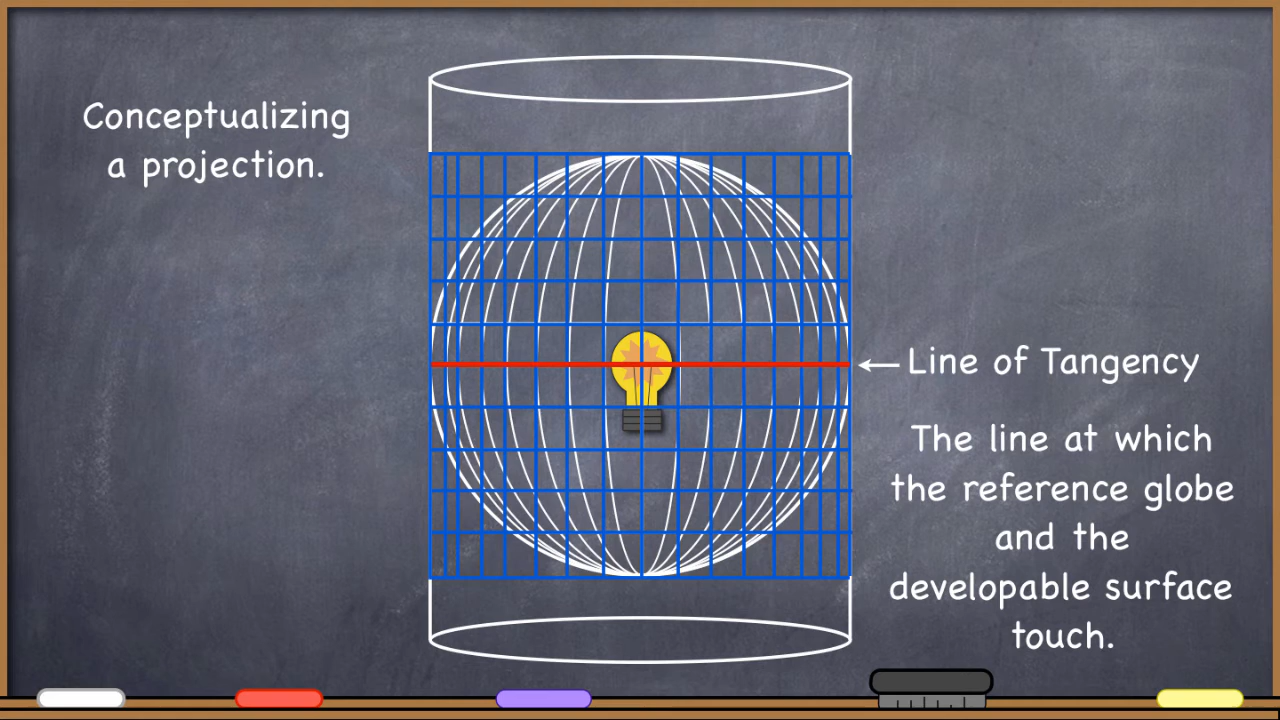 Conceptualizing
a projection.
Line of Tangency
The line at which
the reference globe
and the
developable surface
touch.